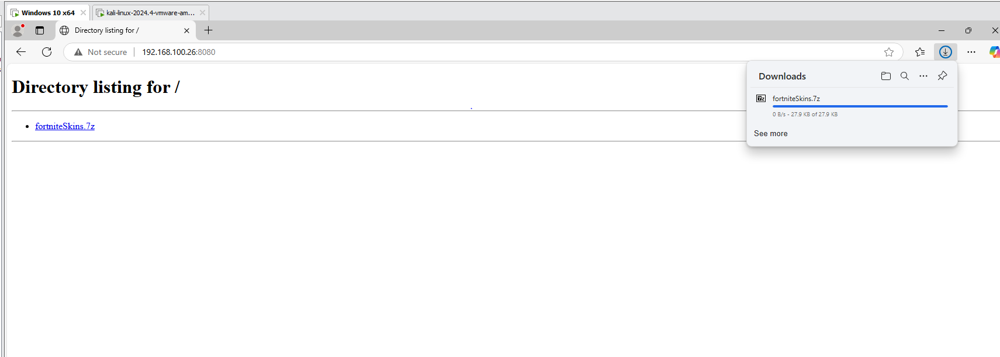 Windows 10 x64
kali-linux-2024.4-vmware-am...
Directory listing for /
Not secure
192.168.100.26:8080
Directory listing for /
fortniteSkins.7z
Downloads
7z
fortniteSkins.7z
0 B/s - 27.9 KB of 27.9 KB
See more